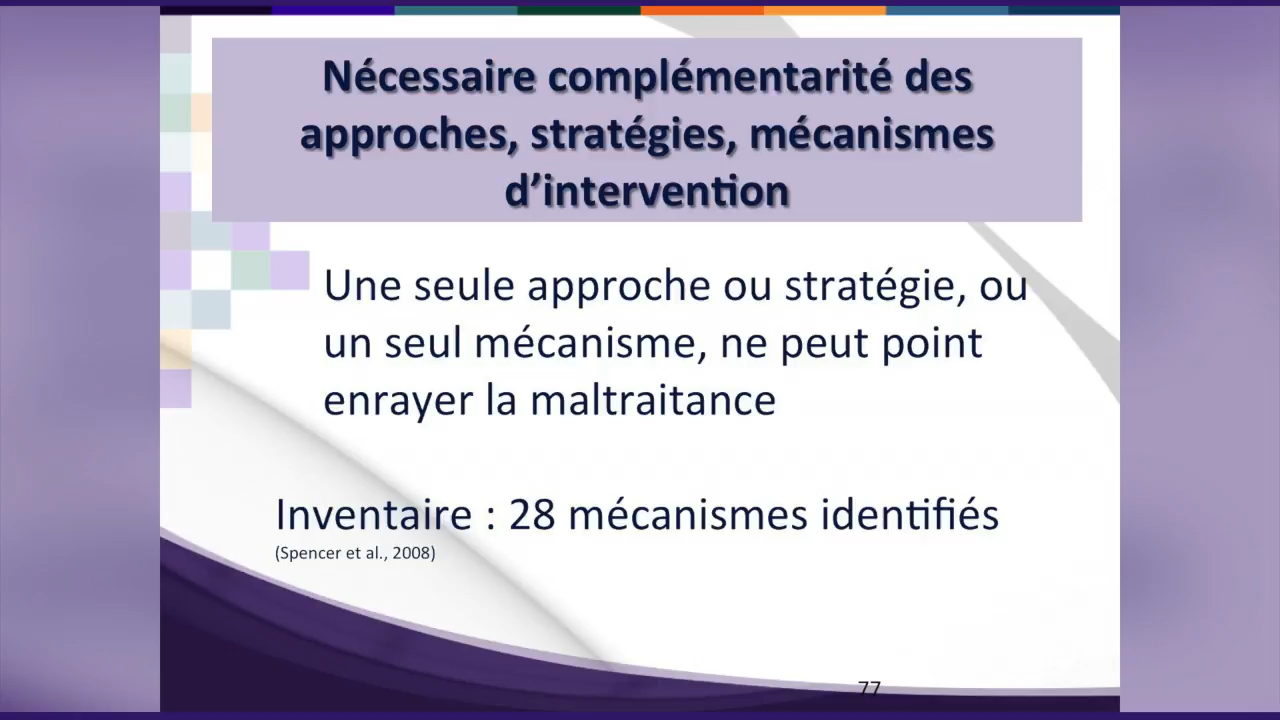 Nécessaire complémentarité des
approches, stratégies, mécanismes
d’intervention
Une seule approche ou stratégie, ou
un seul mécanisme, ne peut point
enrayer la maltraitance
Inventaire : 28 mécanismes identifiés
(Spencer et al., 2008)
77